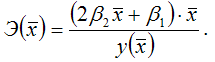 Э(x̄) = (2β₂x̄ + β₁)·x̄ / y(x̄) .